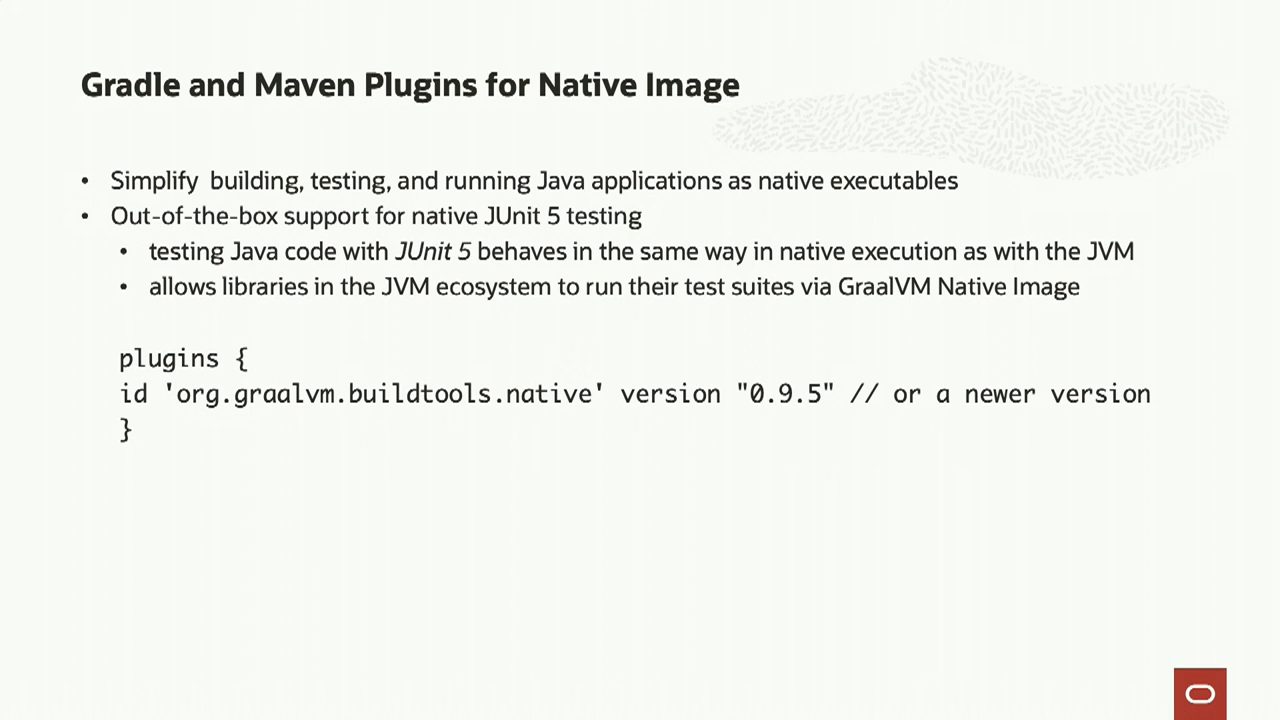 Gradle and Maven Plugins for Native Image
• Simplify building, testing, and running Java applications as native executables
• Out-of-the-box support for native JUnit 5 testing
• testing Java code with JUnit 5 behaves in the same way in native execution as with the JVM
• allows libraries in the JVM ecosystem to run their test suites via GraalVM Native Image
plugins {
id 'org.graalvm.buildtools.native' version "0.9.5" // or a newer version
}